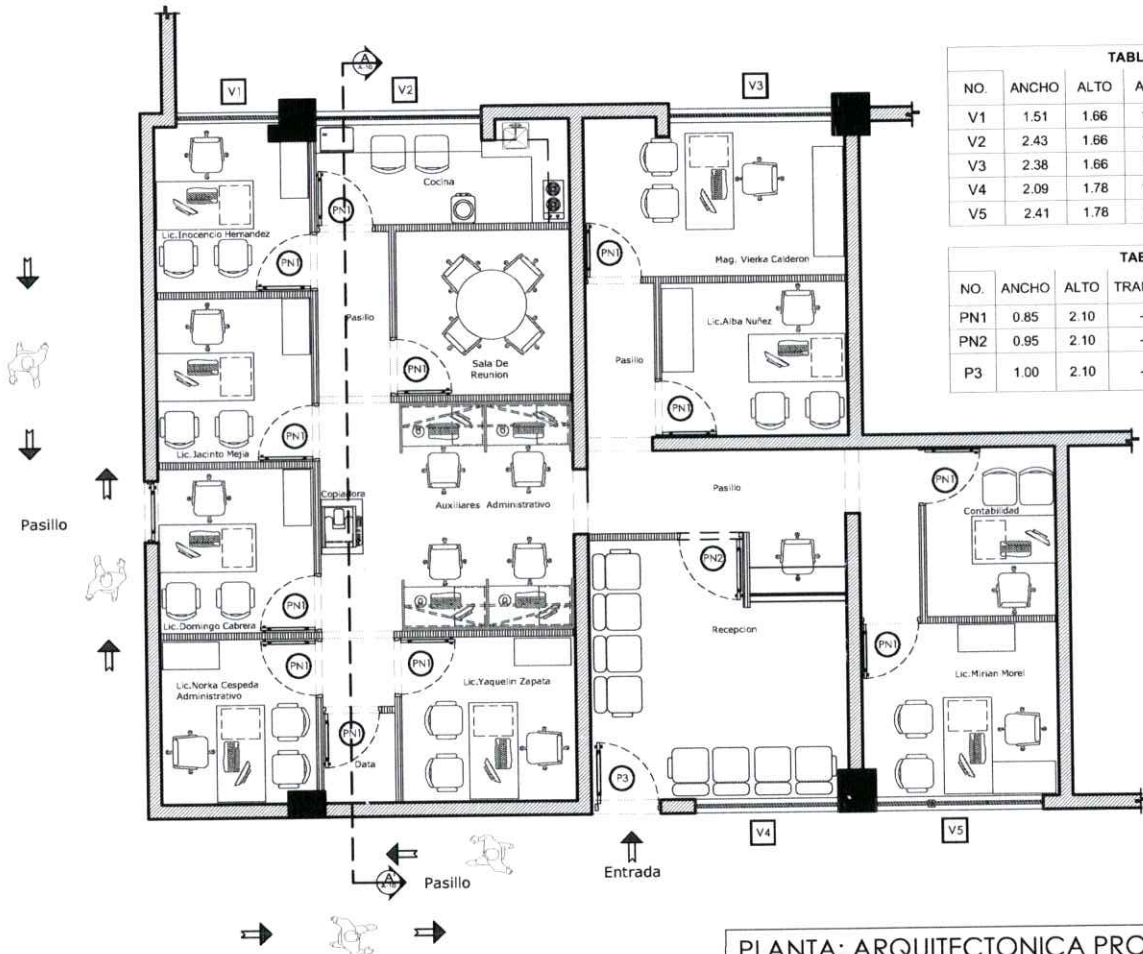 A
V1
V2
V3
Cocina
PN1
Lic.Inocencio Hernandez
PN1
PN1
Mag. Vierka Calderon
Pasillo
Sala De
Reunion
PN1
Pasillo
Lic.Alba Nuñez
PN1
PN1
Lic.Jacinto Mejia
Copiadora
Auxiliares Administrativo
Pasillo
PN1
Contabilidad
Pasillo
PN2
Lic.Domingo Cabrera
PN1
Recepcion
PN1
Lic.Norka Cespeda
Administrativo
PN1
PN1
Lic.Yaquelin Zapata
Lic.Mirian Morel
PN1
Data
P3
V4
V5
Entrada
Pasillo
TABL
NO. ANCHO ALTO A
V1 1.51 1.66
V2 2.43 1.66
V3 2.38 1.66
V4 2.09 1.78
V5 2.41 1.78
TAB
NO. ANCHO ALTO TRA
PN1 0.85 2.10 -
PN2 0.95 2.10 -
P3 1.00 2.10 -
PLANTA: ARQUITECTONICA PRO